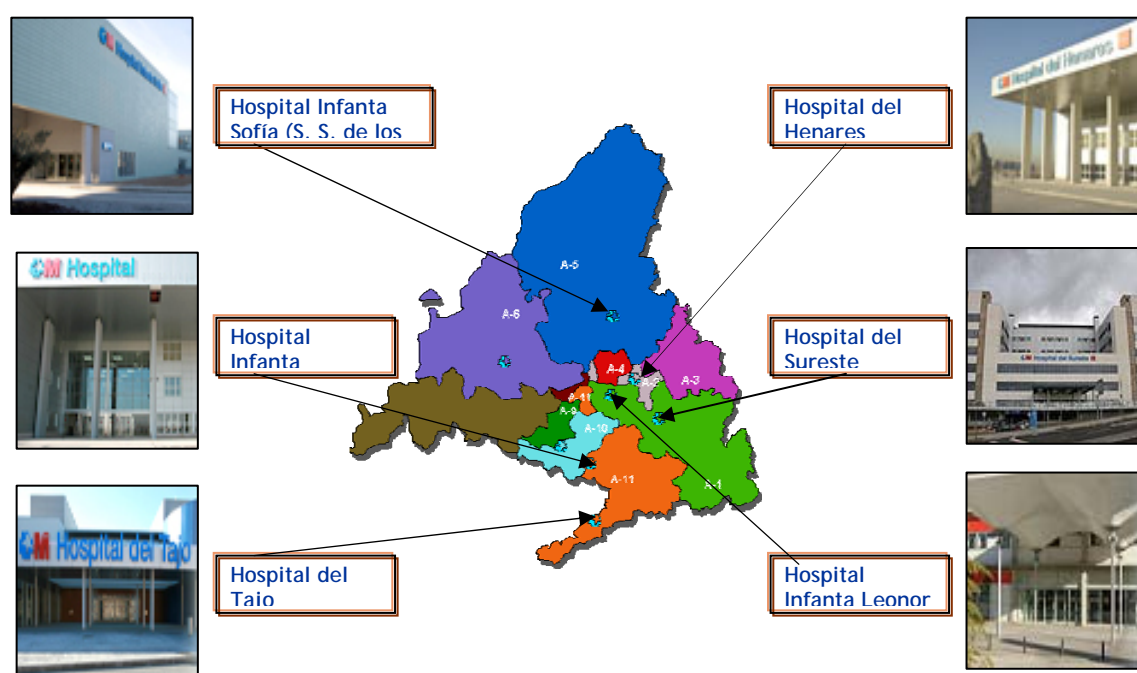 Hospital Infanta
Sofía (S. S. de los
Hospital del
Henares
Hospital del Henares
Hospital
Hospital
Infanta
Hospital del
Sureste
Hospital del Sureste
Hospital del Tajo
Hospital del
Tajo
Hospital
Infanta Leonor
A-5
A-6
A-4
A-2
A-3
A-11
A-9
A-10
A-11
A-1